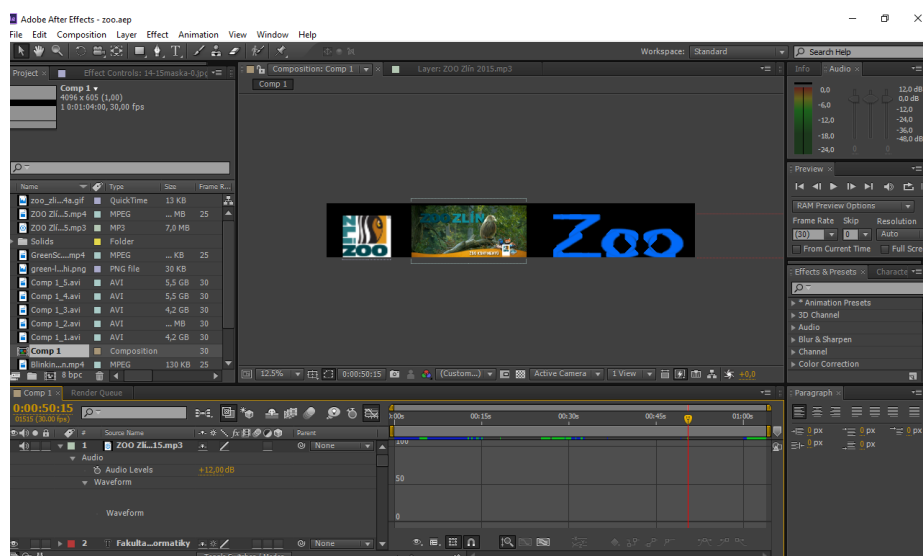 Adobe After Effects - zoo.aep
File Edit Composition Layer Effect Animation View Window Help
Workspace: Standard
Search Help
Project Effect Controls: 14-15maska-0.jpg
Composition: Comp 1
Layer: ZOO Zlín 2015.mp3
Info Audio
Comp 1
4096 x 605 (1,00)
1 0:01:04:00, 30,00 fps
Comp 1
0,0 12,0 dB
-6,0 0,0 dB
-12,0 -12,0
-18,0 -24,0
-24,0 -36,0
-48,0 dB
Preview
RAM Preview Options
Frame Rate Skip Resolution
(30) 0 Auto
From Current Time Full Scre
Name Type Size Frame R...
zoo_zli...4a.gif QuickTime 13 KB
ZOO Zlí...5.mp4 MPEG ... MB 25
ZOO Zlí...5.mp3 MP3 7,0 MB
Solids Folder
GreenSc....mp4 MPEG ... KB 25
green-l...hi.png PNG file 30 KB
Comp 1_5.avi AVI 5,5 GB 30
Comp 1_4.avi AVI 5,5 GB 30
Comp 1_3.avi AVI 4,2 GB 30
Comp 1_2.avi AVI ... MB 30
Comp 1_1.avi AVI 4,2 GB 30
Comp 1 Composition 30
Blinkin...n.mp4 MPEG 130 KB 25
ZLIN
ZOO
ZOO ZLÍN
Zoo
Effects & Presets Characte
* Animation Presets
3D Channel
Audio
Blur & Sharpen
Channel
Color Correction
8 bpc
12.5% 0:00:50:15 (Custom...) Active Camera 1 View +0,0
Comp 1 Render Queue
Paragraph
0:00:50:15
01515 (30.00 fps)
00s 00:15s 00:30s 00:45s 01:00s
# Source Name Parent
1 ZOO Zlí...15.mp3 None
Audio
Audio Levels +12,00 dB
Waveform
Waveform
2 Fakulta...ormatiky None
Toggle Switches / Modes
100
50
0
0 px 0 px 0 px
0 px 0 px